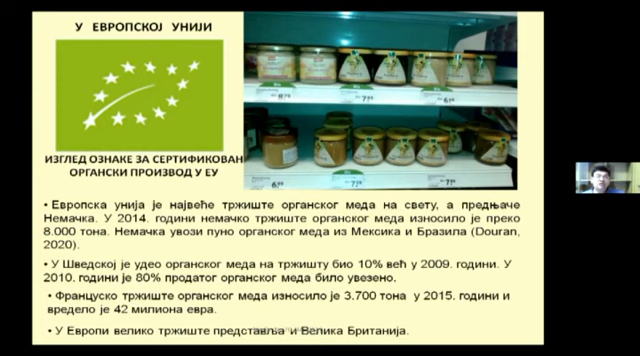 У ЕВРОПСКОЈ УНИЈИ
ИЗГЛЕД ОЗНАКЕ ЗА СЕРТИФИКОВАН
ОРГАНСКИ ПРОИЗВОД У ЕУ
• Европска унија је највеће тржиште органског меда на свету, а предњаче
Немачка. У 2014. години немачко тржиште органског меда износило је преко
8.000 тона. Немачка увози пуно органског меда из Мексика и Бразила (Douran,
2020).
• У Шведској је удео органског меда на тржишту био 10% већ у 2009. години. У
2010. години је 80% продатог органског меда било увезено.
• Француско тржиште органског меда износило је 3.700 тона у 2015. години и
вредело је 42 милиона евра.
• У Европи велико тржиште представља и Велика Британија.